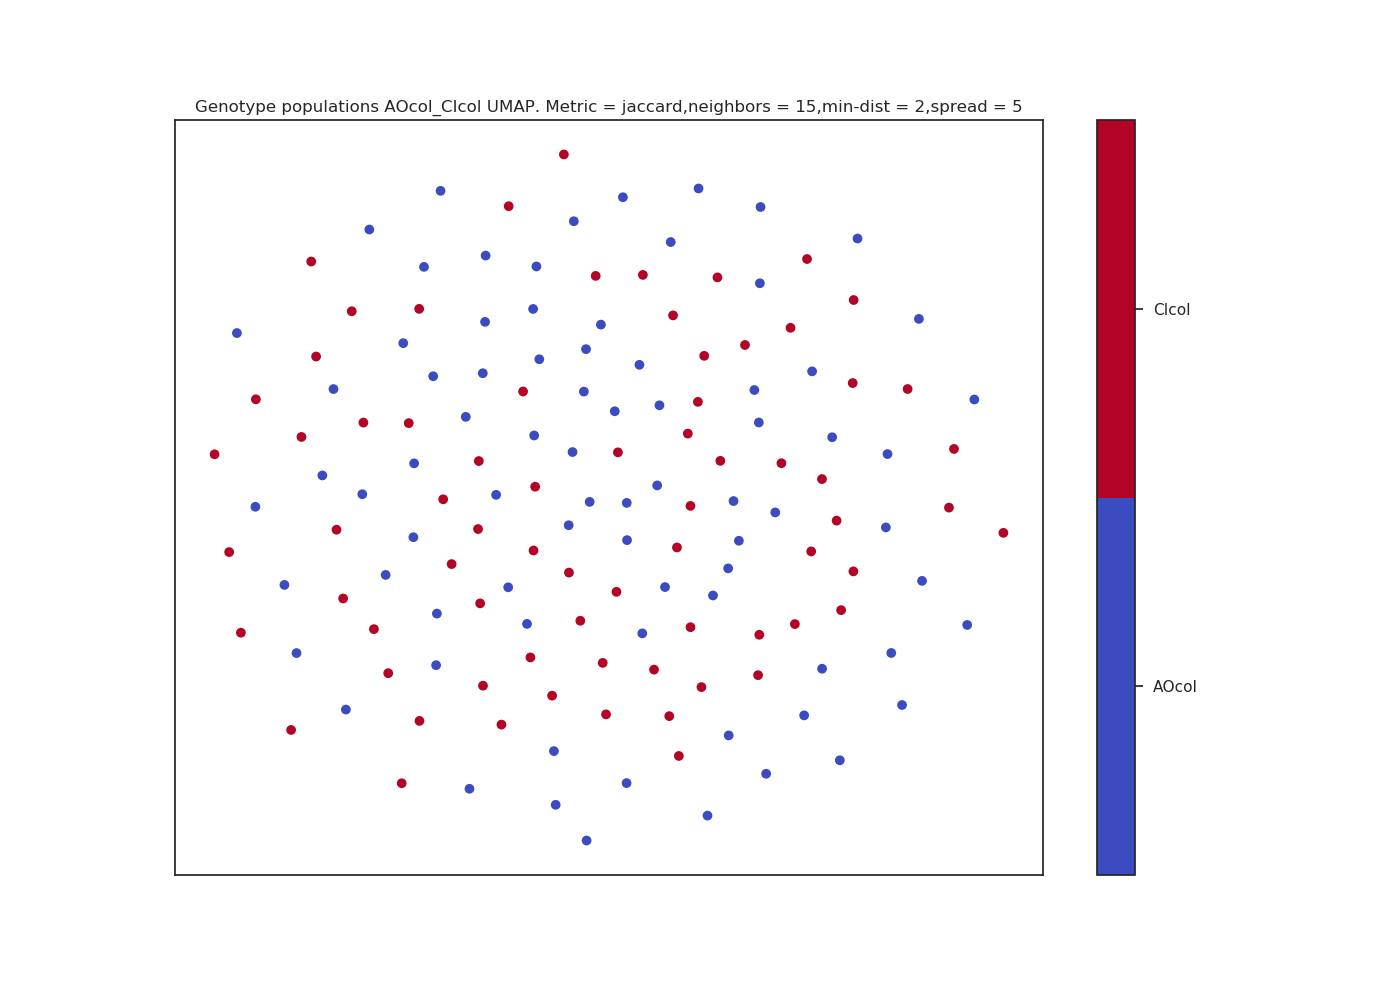 Genotype populations AOcol_CIcol UMAP. Metric = jaccard,neighbors = 15,min-dist = 2,spread = 5
CIcol
AOcol